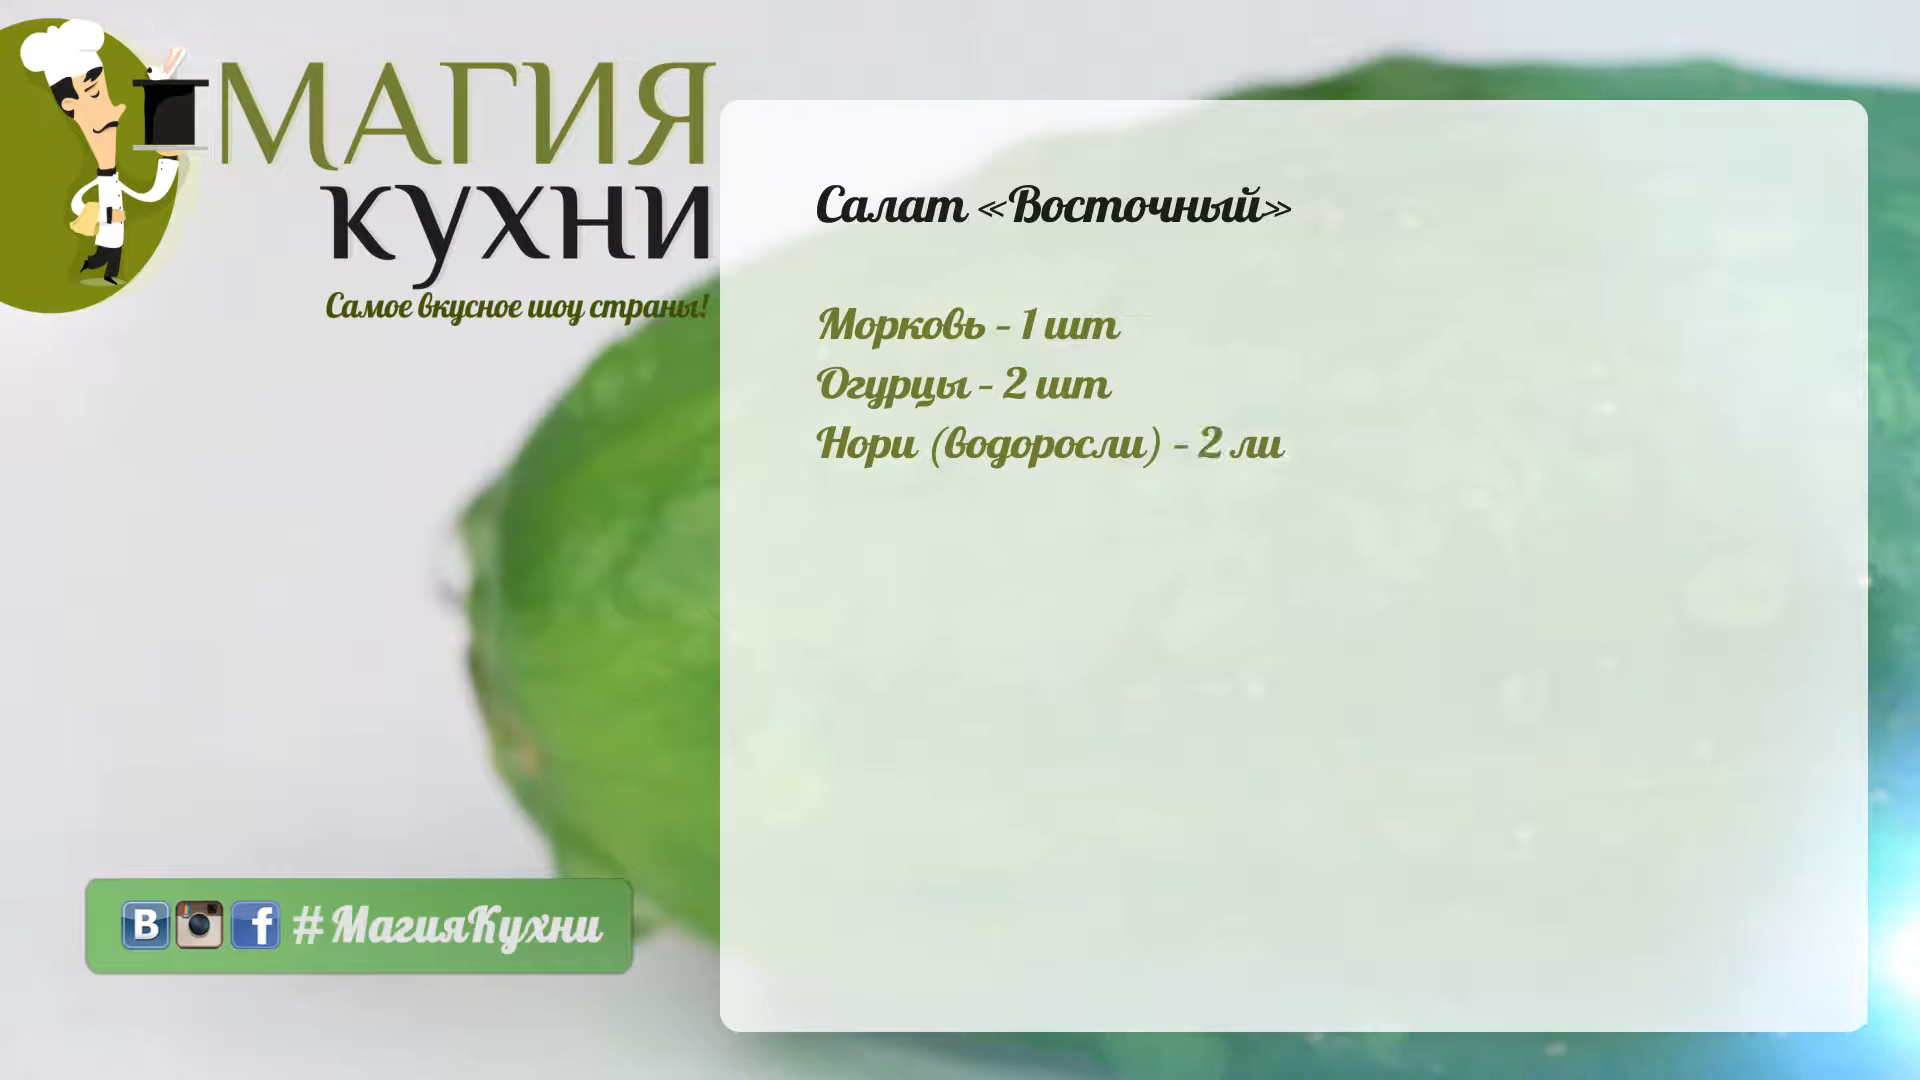 МАГИЯ
кухни
Самое вкусное шоу страны!
Салат «Восточный»
Морковь – 1 шт
Огурцы – 2 шт
Нори (водоросли) – 2 ли
В f #МагияКухни